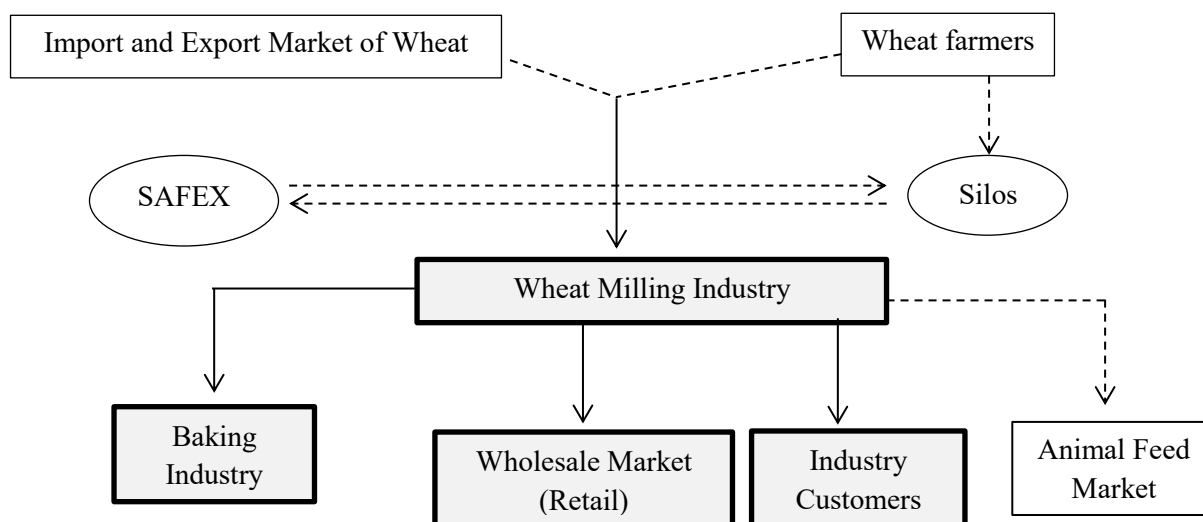 Import and Export Market of Wheat
Wheat farmers
SAFEX
Silos
Wheat Milling Industry
Baking
Industry
Wholesale Market
(Retail)
Industry
Customers
Animal Feed
Market